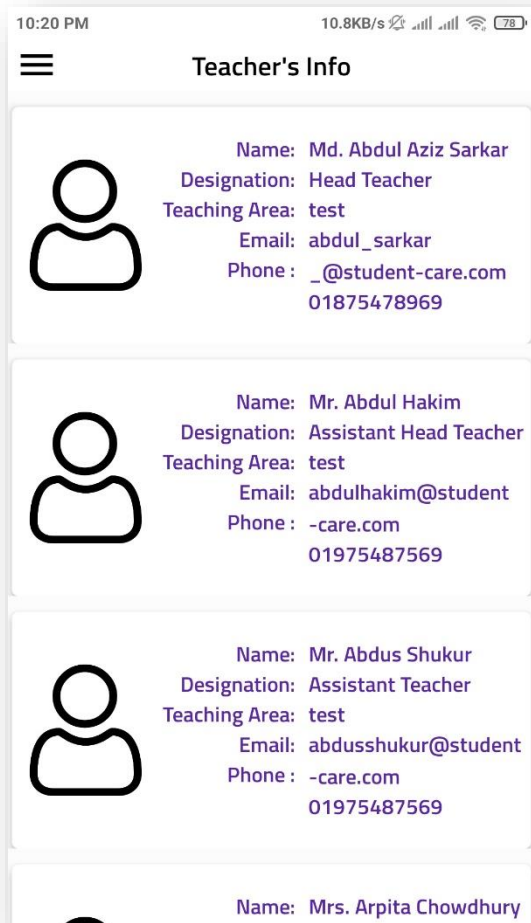 10:20 PM 10.8KB/s 78
Teacher's Info
Name: Md. Abdul Aziz Sarkar
Designation: Head Teacher
Teaching Area: test
Email: abdul_sarkar
Phone : _@student-care.com
01875478969
Name: Mr. Abdul Hakim
Designation: Assistant Head Teacher
Teaching Area: test
Email: abdulhakim@student
Phone : -care.com
01975487569
Name: Mr. Abdus Shukur
Designation: Assistant Teacher
Teaching Area: test
Email: abdusshukur@student
Phone : -care.com
01975487569
Name: Mrs. Arpita Chowdhury